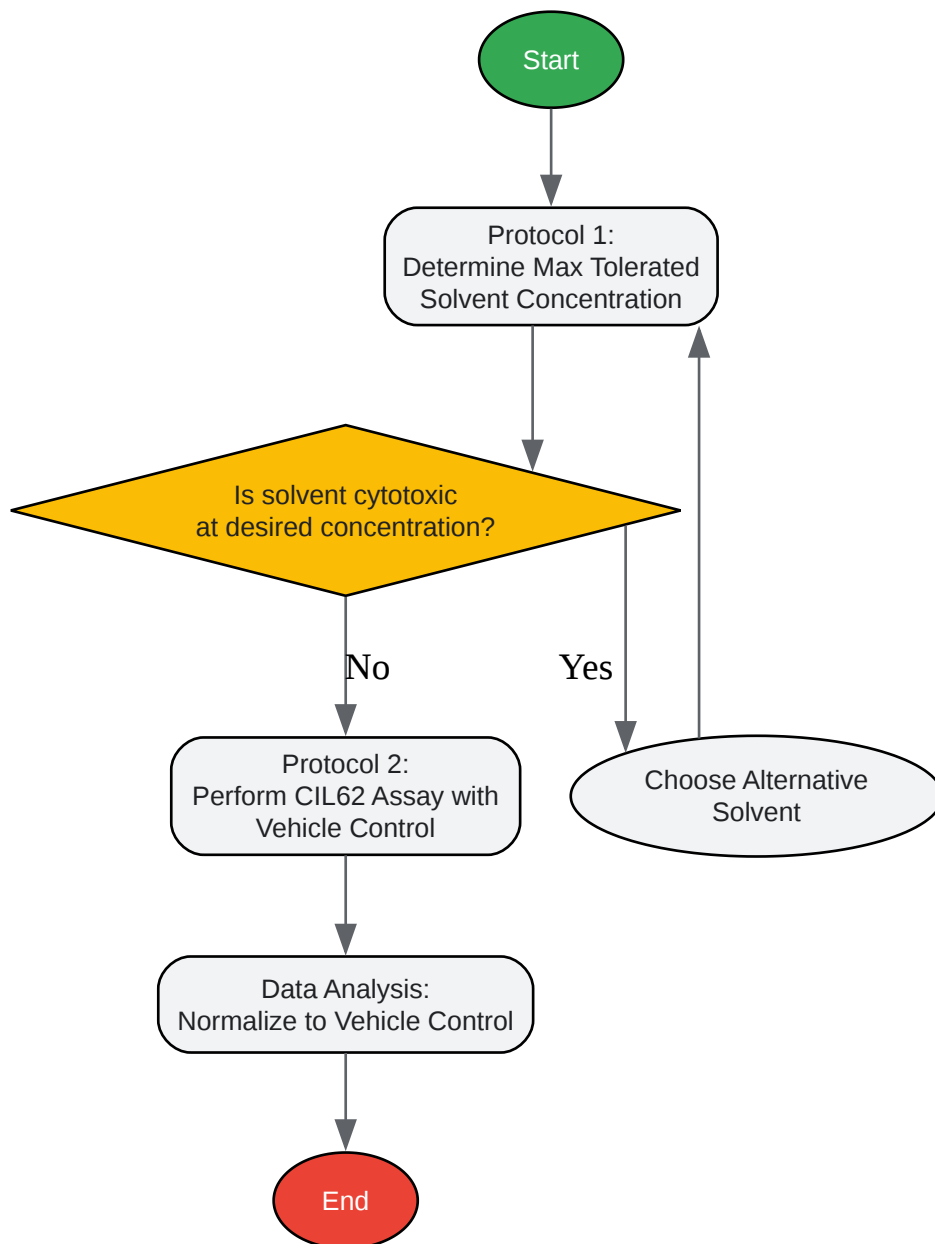 Start
Protocol 1:
Determine Max Tolerated
Solvent Concentration
Is solvent cytotoxic
at desired concentration?
No
Yes
Protocol 2:
Perform CIL62 Assay with
Vehicle Control
Choose Alternative
Solvent
Data Analysis:
Normalize to Vehicle Control
End